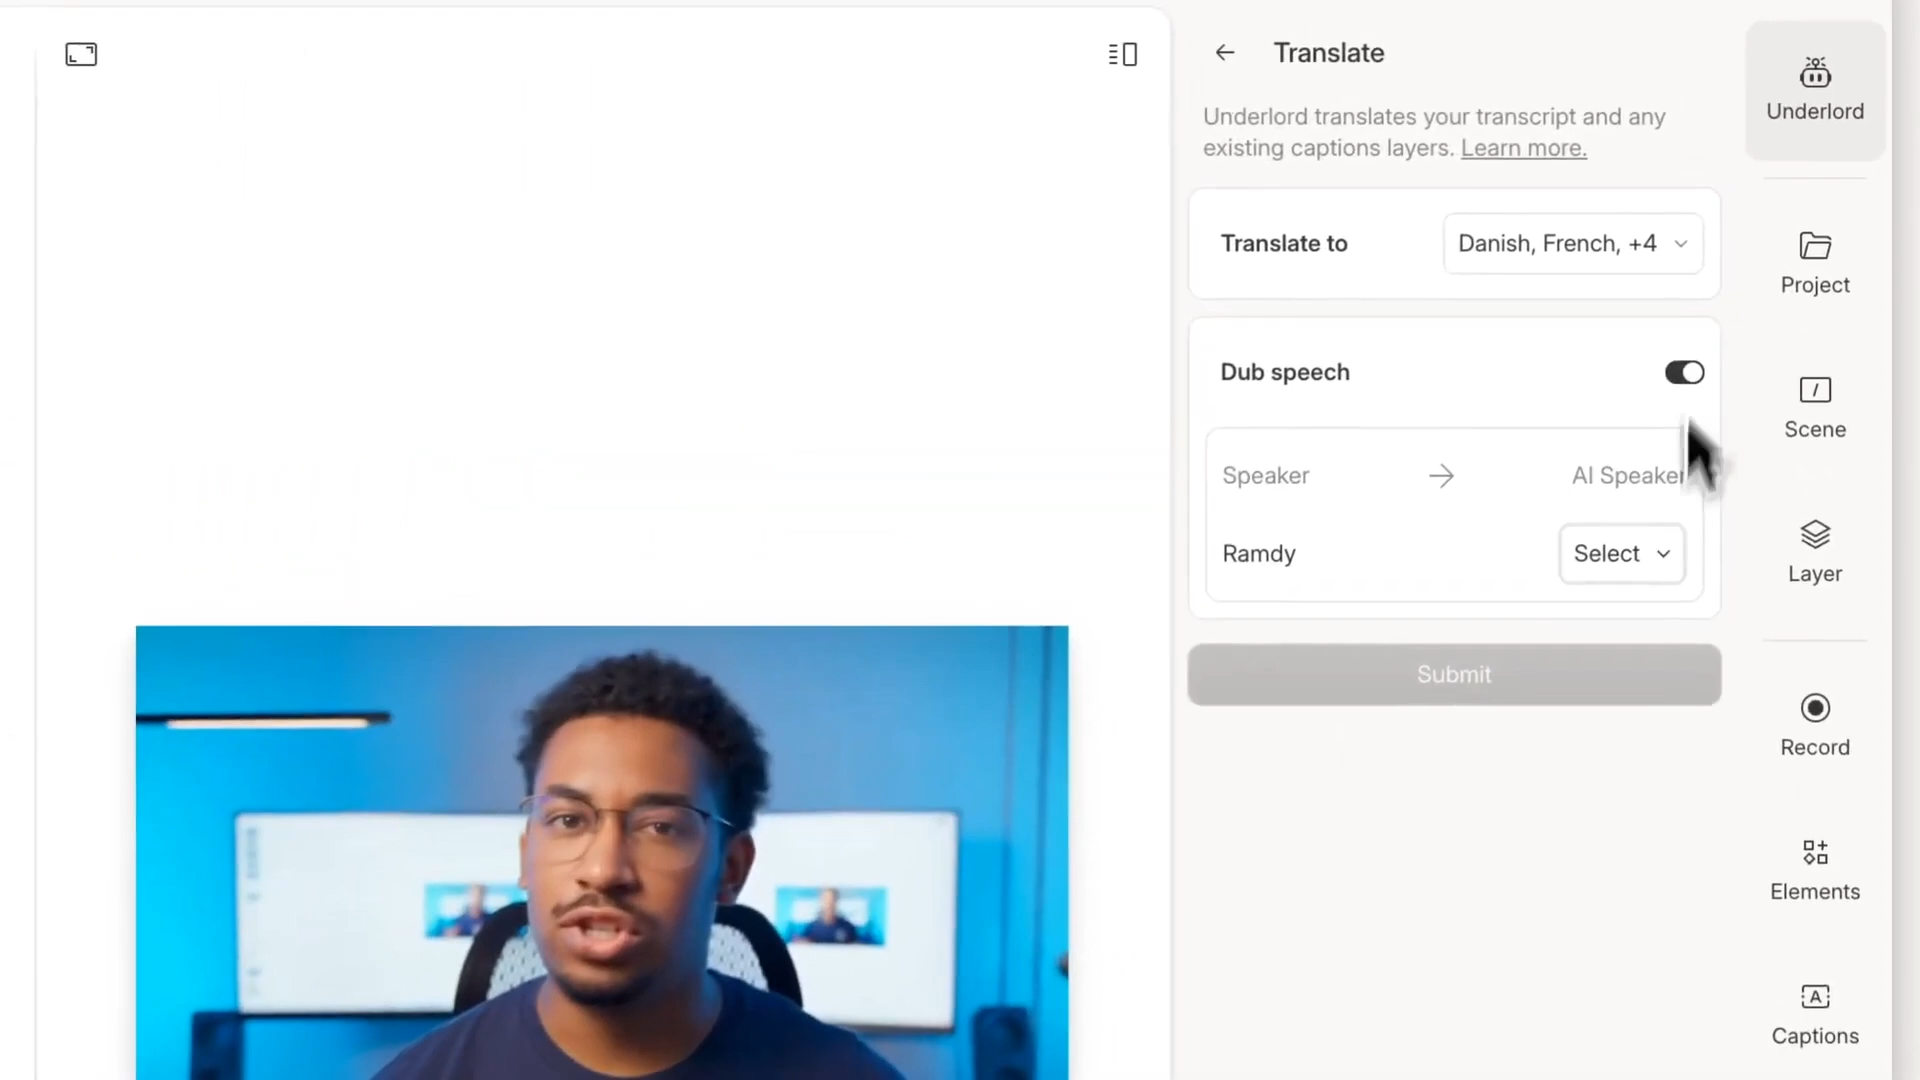 Translate
Underlord translates your transcript and any
existing captions layers. Learn more.
Translate to
Danish, French, +4
Dub speech
Speaker
AI Speaker
Ramdy
Select
Submit
Underlord
Project
Scene
Layer
Record
Elements
Captions